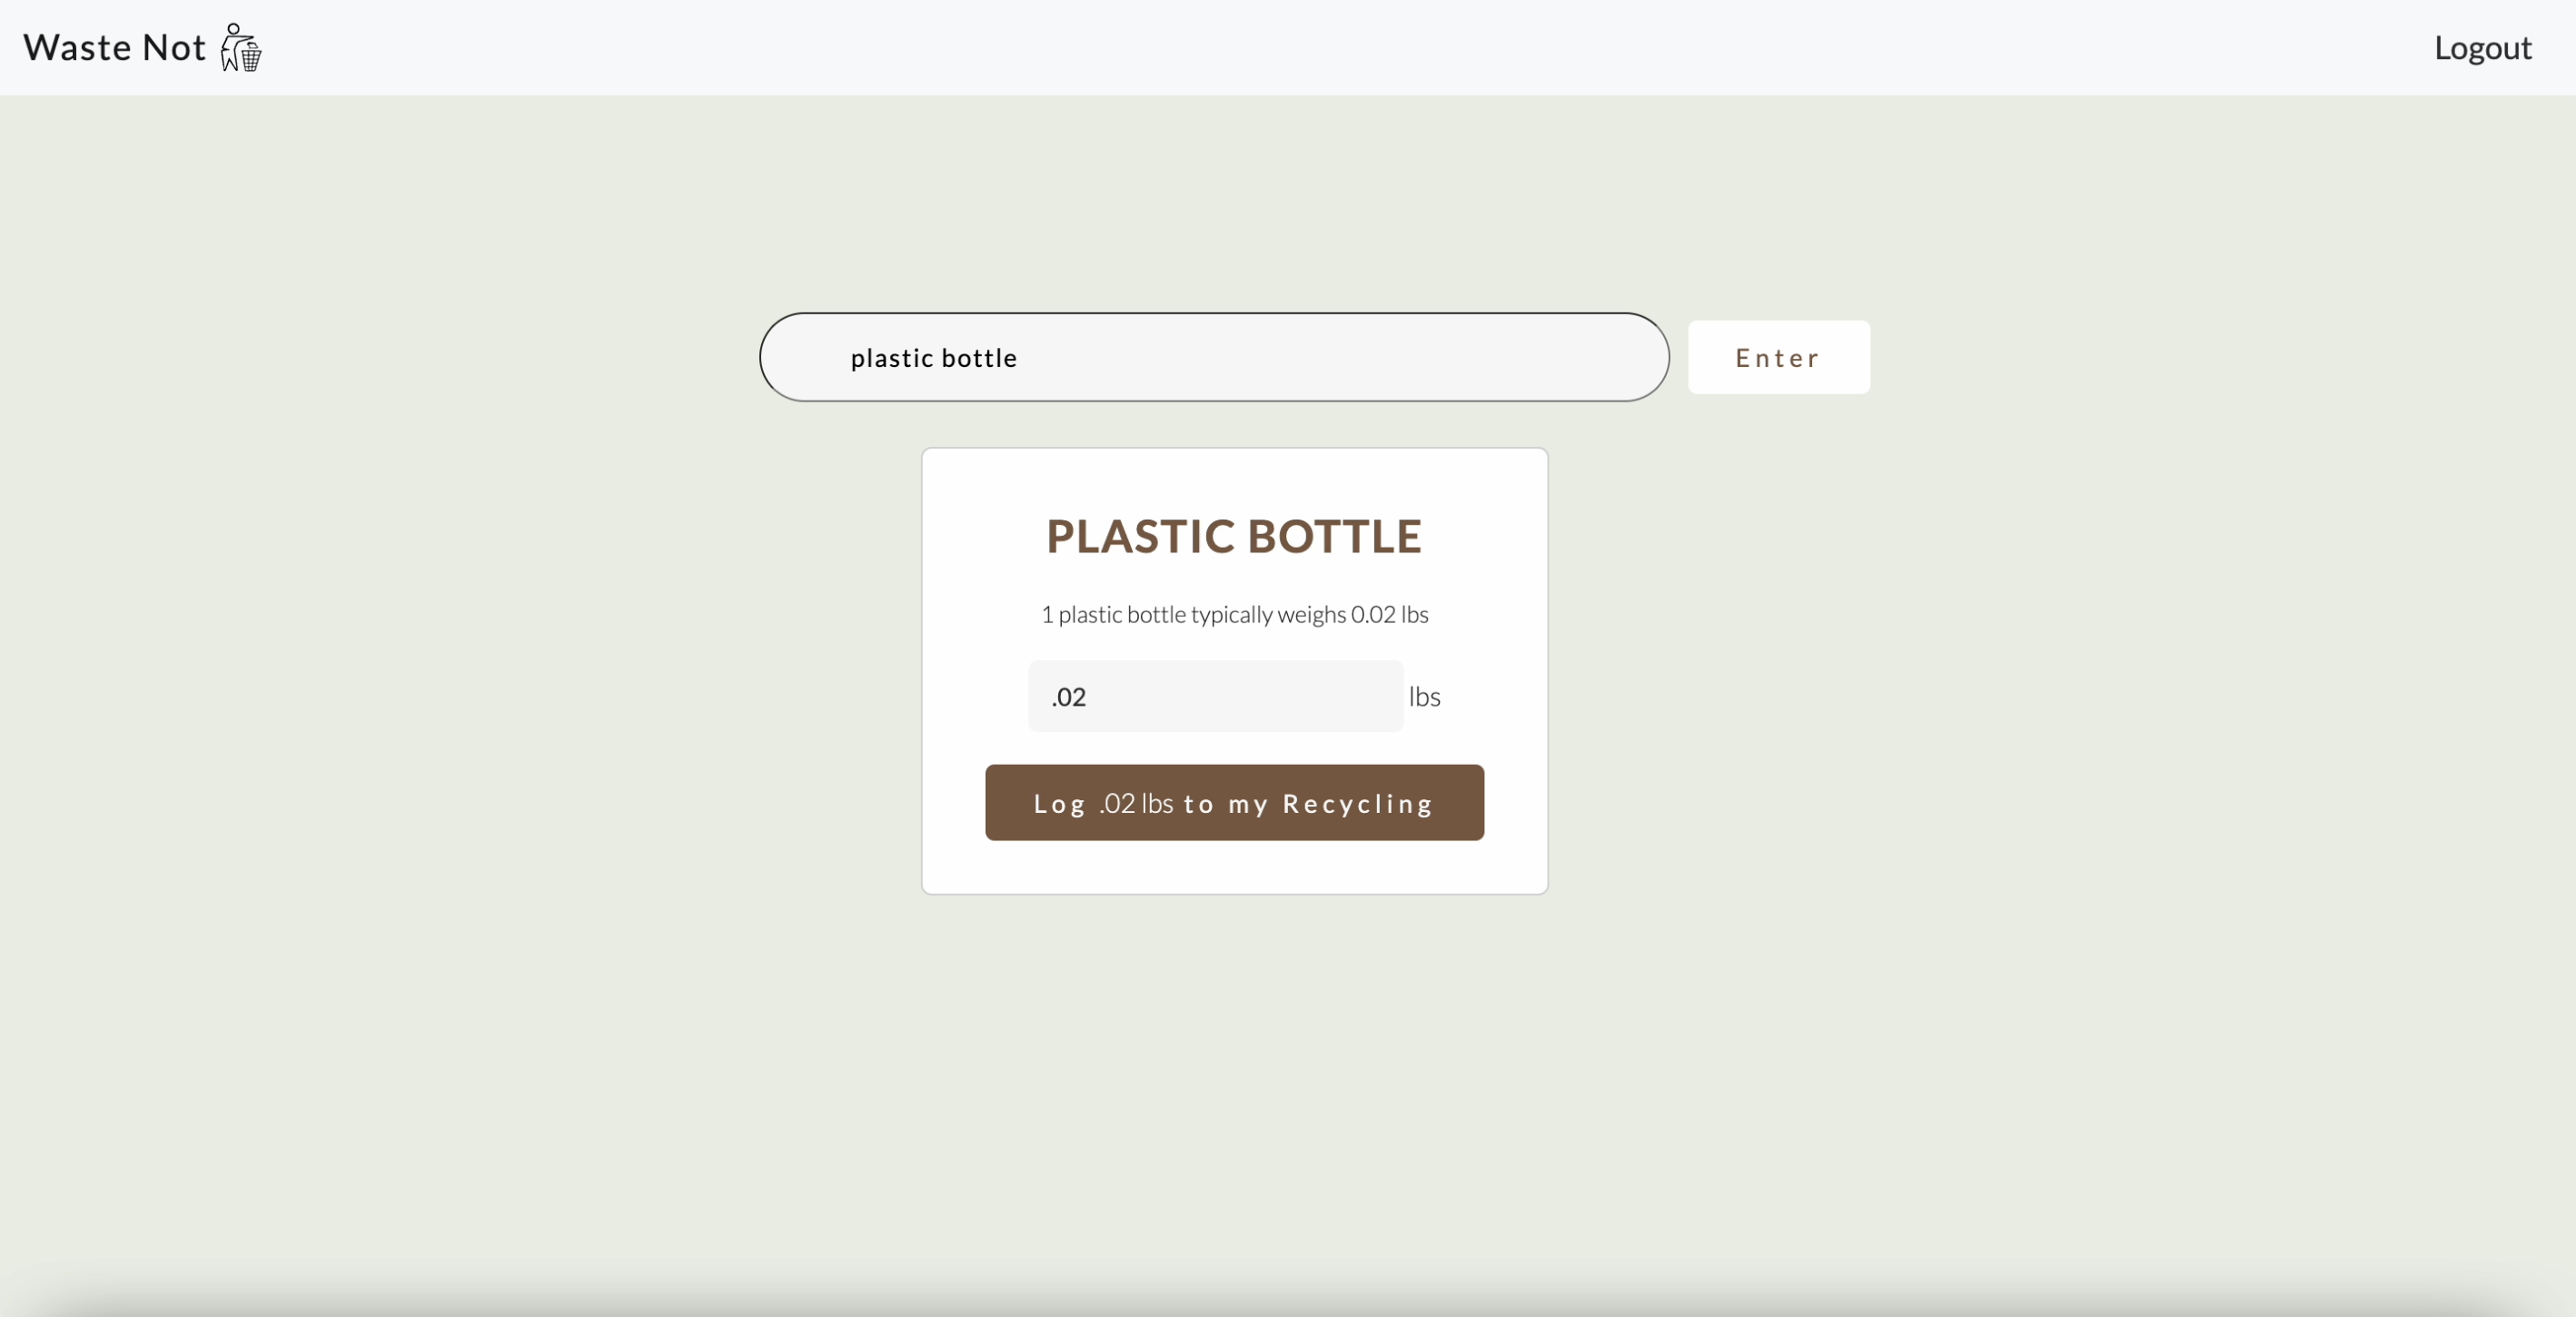 Waste Not
Logout
plastic bottle
Enter
PLASTIC BOTTLE
1 plastic bottle typically weighs 0.02 lbs
.02 lbs
Log .02 lbs to my Recycling